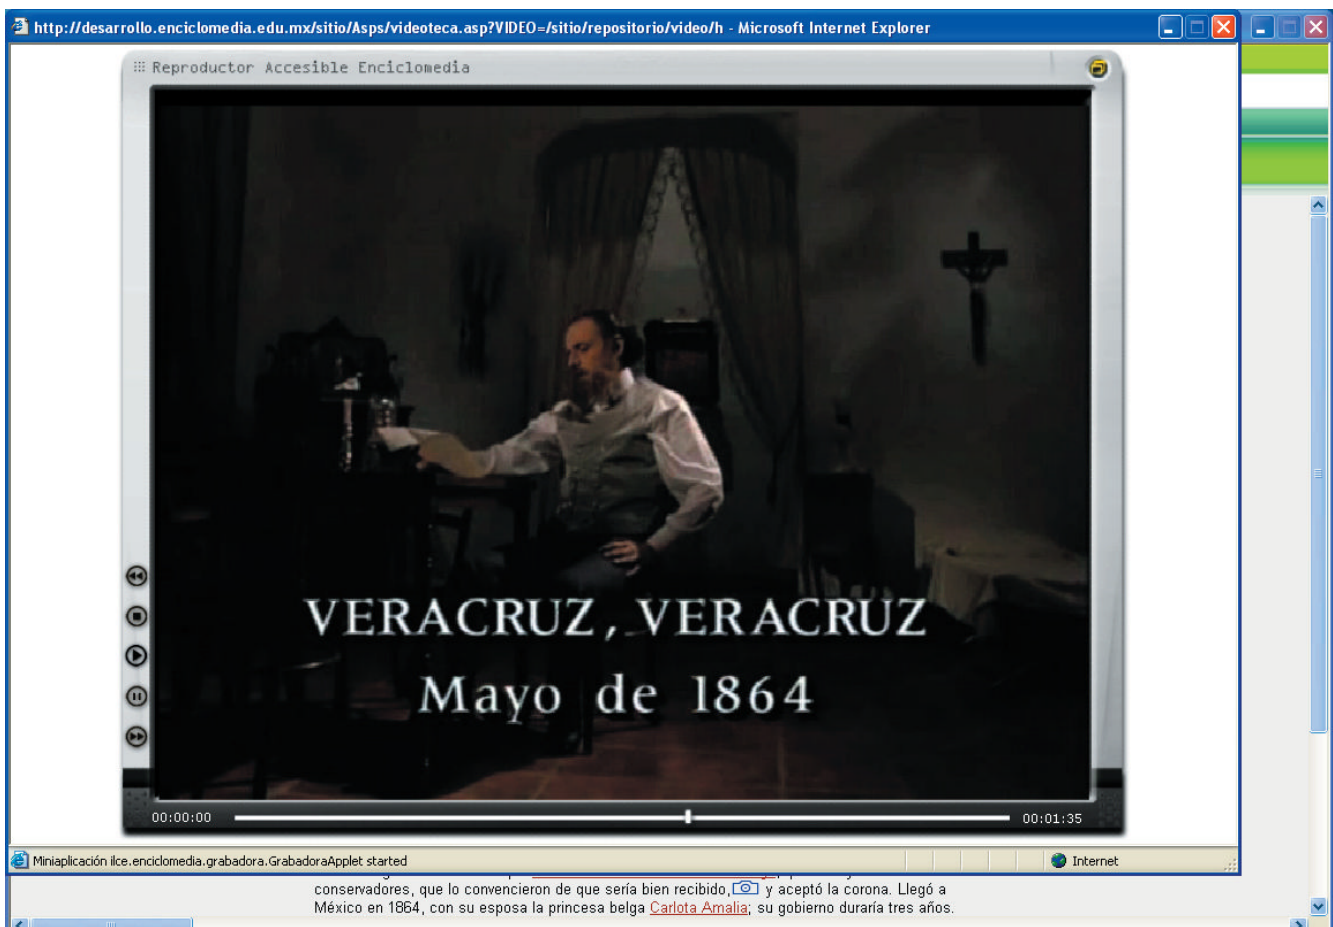 http://desarrollo.enciclomedia.edu.mx/sitio/Asps/videoteca.asp?VIDEO=/sitio/repositorio/video/h - Microsoft Internet Explorer
Reproductor Accesible Enciclomedia
VERACRUZ, VERACRUZ
Mayo de 1864
00:00:00
00:01:35
Miniaplicación ilce.enciclomedia.grabadora.GrabadoraApplet started
Internet
conservadores, que lo convencieron de que sería bien recibido, y aceptó la corona. Llegó a
México en 1864, con su esposa la princesa belga Carlota Amalia; su gobierno duraría tres años.